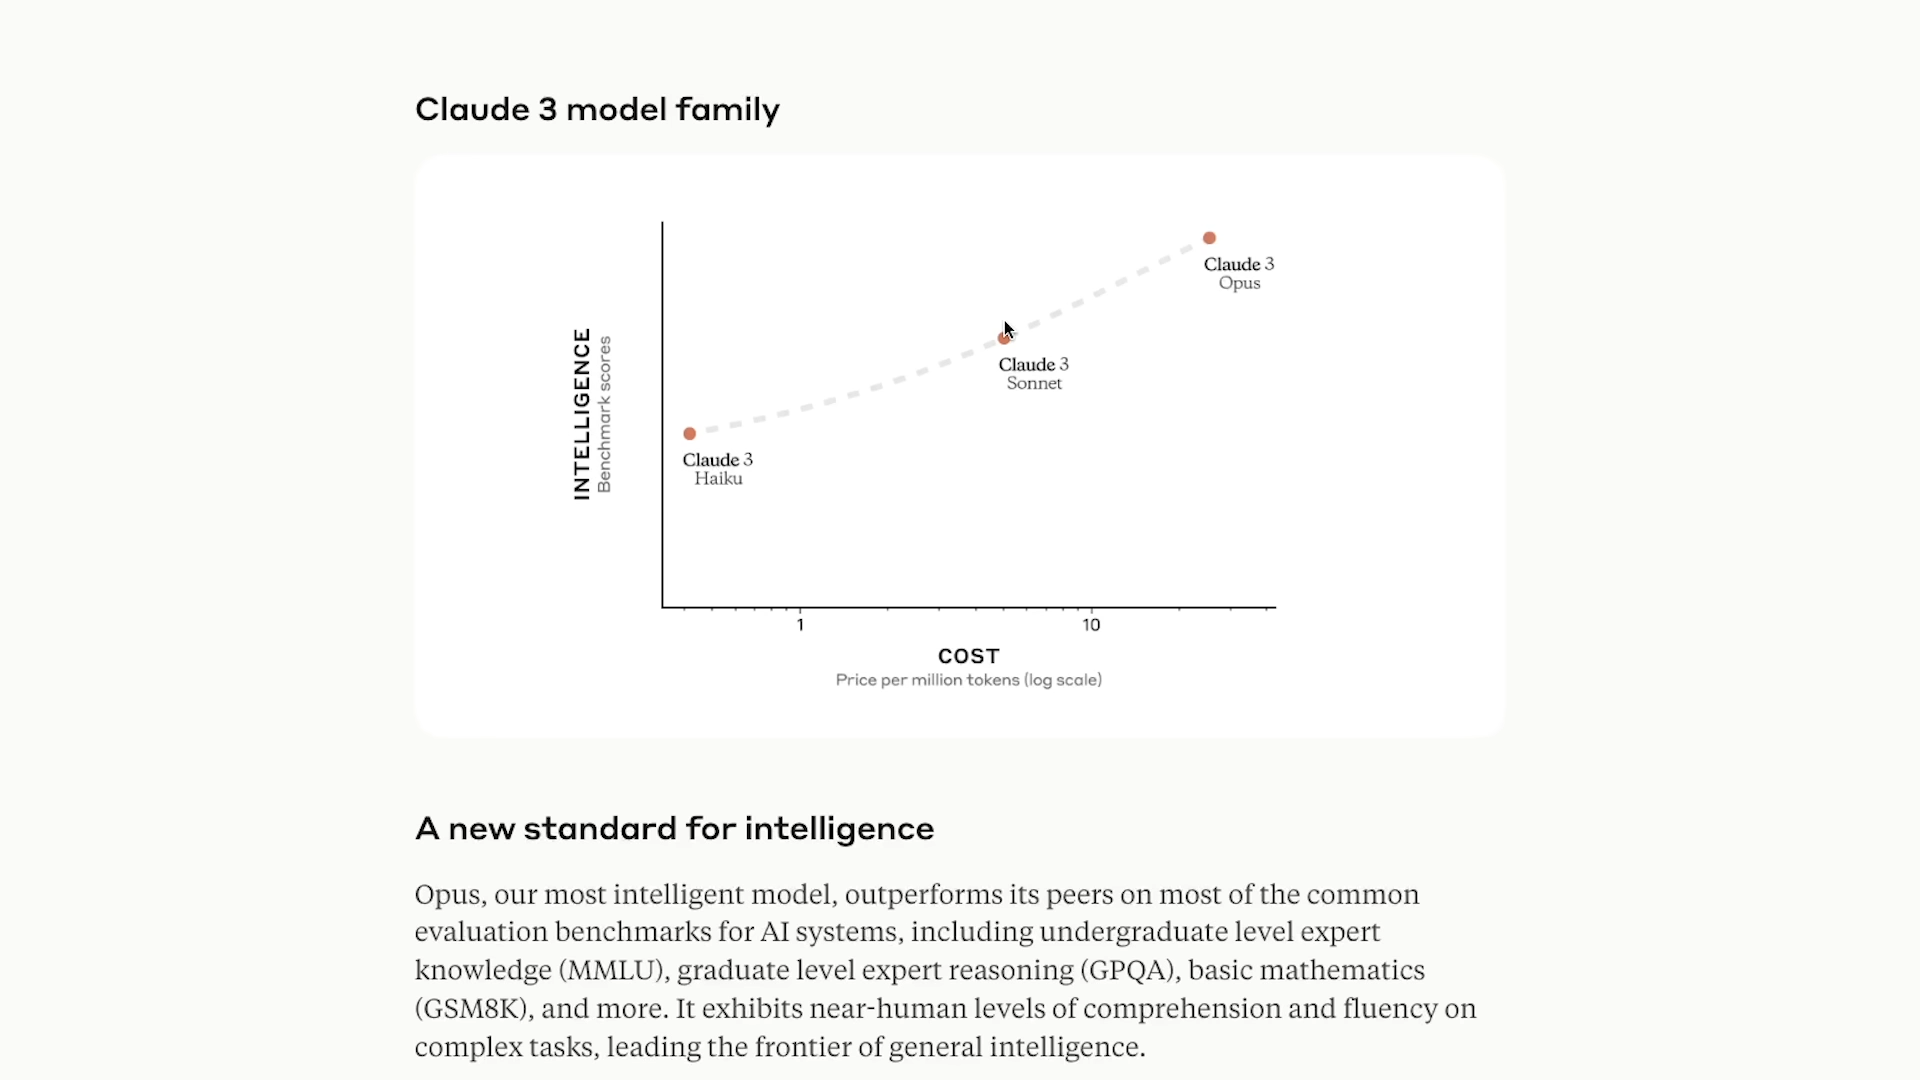 Claude 3 model family
INTELLIGENCE
Benchmark scores
Claude 3
Opus
Claude 3
Sonnet
Claude 3
Haiku
1
10
COST
Price per million tokens (log scale)
A new standard for intelligence
Opus, our most intelligent model, outperforms its peers on most of the common
evaluation benchmarks for AI systems, including undergraduate level expert
knowledge (MMLU), graduate level expert reasoning (GPQA), basic mathematics
(GSM8K), and more. It exhibits near-human levels of comprehension and fluency on
complex tasks, leading the frontier of general intelligence.